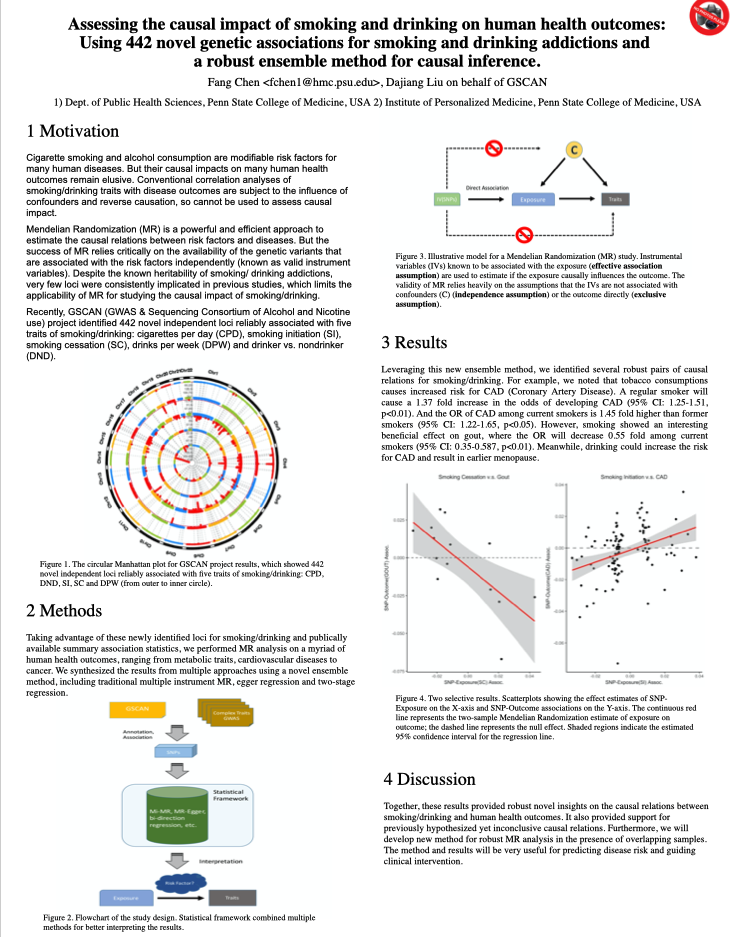 Assessing the causal impact of smoking and drinking on human health outcomes:
Using 442 novel genetic associations for smoking and drinking addictions and
a robust ensemble method for causal inference.
Fang Chen <fchen1@hmc.psu.edu>, Dajiang Liu on behalf of GSCAN
1) Dept. of Public Health Sciences, Penn State College of Medicine, USA 2) Institute of Personalized Medicine, Penn State College of Medicine, USA
1 Motivation
Cigarette smoking and alcohol consumption are modifiable risk factors for
many human diseases. But their causal impacts on many human health
outcomes remain elusive. Conventional correlation analyses of
smoking/drinking traits with disease outcomes are subject to the influence of
confounders and reverse causation, so cannot be used to assess causal
impact.
Mendelian Randomization (MR) is a powerful and efficient approach to
estimate the causal relations between risk factors and diseases. But the
success of MR relies critically on the availability of the genetic variants that
are associated with the risk factors independently (known as valid instrument
variables). Despite the known heritability of smoking/ drinking addictions,
very few loci were consistently implicated in previous studies, which limits the
applicability of MR for studying the causal impact of smoking/drinking.
Recently, GSCAN (GWAS & Sequencing Consortium of Alcohol and Nicotine
use) project identified 442 novel independent loci reliably associated with five
traits of smoking/drinking: cigarettes per day (CPD), smoking initiation (SI),
smoking cessation (SC), drinks per week (DPW) and drinker vs. nondrinker
(DND).
Figure 1. The circular Manhattan plot for GSCAN project results, which showed 442
novel independent loci reliably associated with five traits of smoking/drinking: CPD,
DND, SI, SC and DPW (from outer to inner circle).
2 Methods
Taking advantage of these newly identified loci for smoking/drinking and publically
available summary association statistics, we performed MR analysis on a myriad of
human health outcomes, ranging from metabolic traits, cardiovascular diseases to
cancer. We synthesized the results from multiple approaches using a novel ensemble
method, including traditional multiple instrument MR, egger regression and two-stage
regression.
GSCAN
Complex Traits
GWAS
Annotation,
Association
SNPs
Statistical
Framework
MI-MR, MR-Egger,
bi-direction
regression, etc.
Interpretation
Risk Factor?
Exposure
Traits
Figure 2. Flowchart of the study design. Statistical framework combined multiple
methods for better interpreting the results.
C
Direct Association
Exposure
Traits
Figure 3. Illustrative model for a Mendelian Randomization (MR) study. Instrumental
variables (IVs) known to be associated with the exposure (effective association
assumption) are used to estimate if the exposure causally influences the outcome. The
validity of MR relies heavily on the assumptions that the IVs are not associated with
confounders (C) (independence assumption) or the outcome directly (exclusive
assumption).
3 Results
Leveraging this new ensemble method, we identified several robust pairs of causal
relations for smoking/drinking. For example, we noted that tobacco consumptions
causes increased risk for CAD (Coronary Artery Disease). A regular smoker will
cause a 1.37 fold increase in the odds of developing CAD (95% CI: 1.25-1.51,
p<0.01). And the OR of CAD among current smokers is 1.45 fold higher than former
smokers (95% CI: 1.22-1.65, p<0.05). However, smoking showed an interesting
beneficial effect on gout, where the OR will decrease 0.55 fold among current
smokers (95% CI: 0.35-0.587, p<0.01). Meanwhile, drinking could increase the risk
for CAD and result in earlier menopause.
Smoking Cessation v.s. Gout
SNP-Outcome(GOUT) Assoc.
SNP-Exposure(SC) Assoc.
Smoking Initiation v.s. CAD
SNP-Outcome(CAD) Assoc.
SNP-Exposure(SI) Assoc.
Figure 4. Two selective results. Scatterplots showing the effect estimates of SNP-
Exposure on the X-axis and SNP-Outcome associations on the Y-axis. The continuous red
line represents the two-sample Mendelian Randomization estimate of exposure on
outcome; the dashed line represents the null effect. Shaded regions indicate the estimated
95% confidence interval for the regression line.
4 Discussion
Together, these results provided robust novel insights on the causal relations between
smoking/drinking and human health outcomes. It also provided support for
previously hypothesized yet inconclusive causal relations. Furthermore, we will
develop new method for robust MR analysis in the presence of overlapping samples.
The method and results will be very useful for predicting disease risk and guiding
clinical intervention.